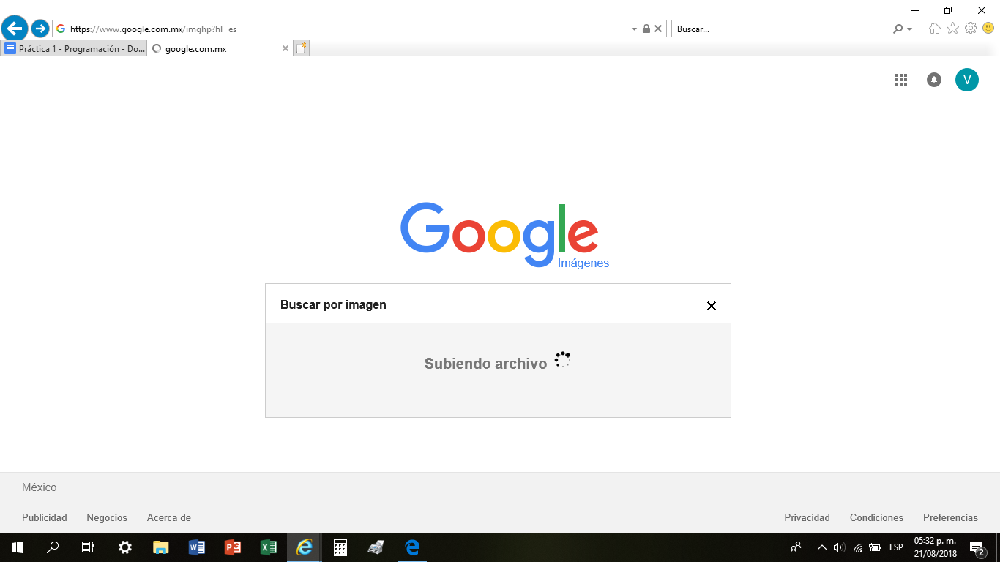 https://www.google.com.mx/imghp?hl=es
Buscar...
Práctica 1 - Programación - Do...
google.com.mx
V
Google
Imágenes
Buscar por imagen
Subiendo archivo
México
Publicidad Negocios Acerca de
Privacidad Condiciones Preferencias
ESP
05:32 p. m.
21/08/2018
2